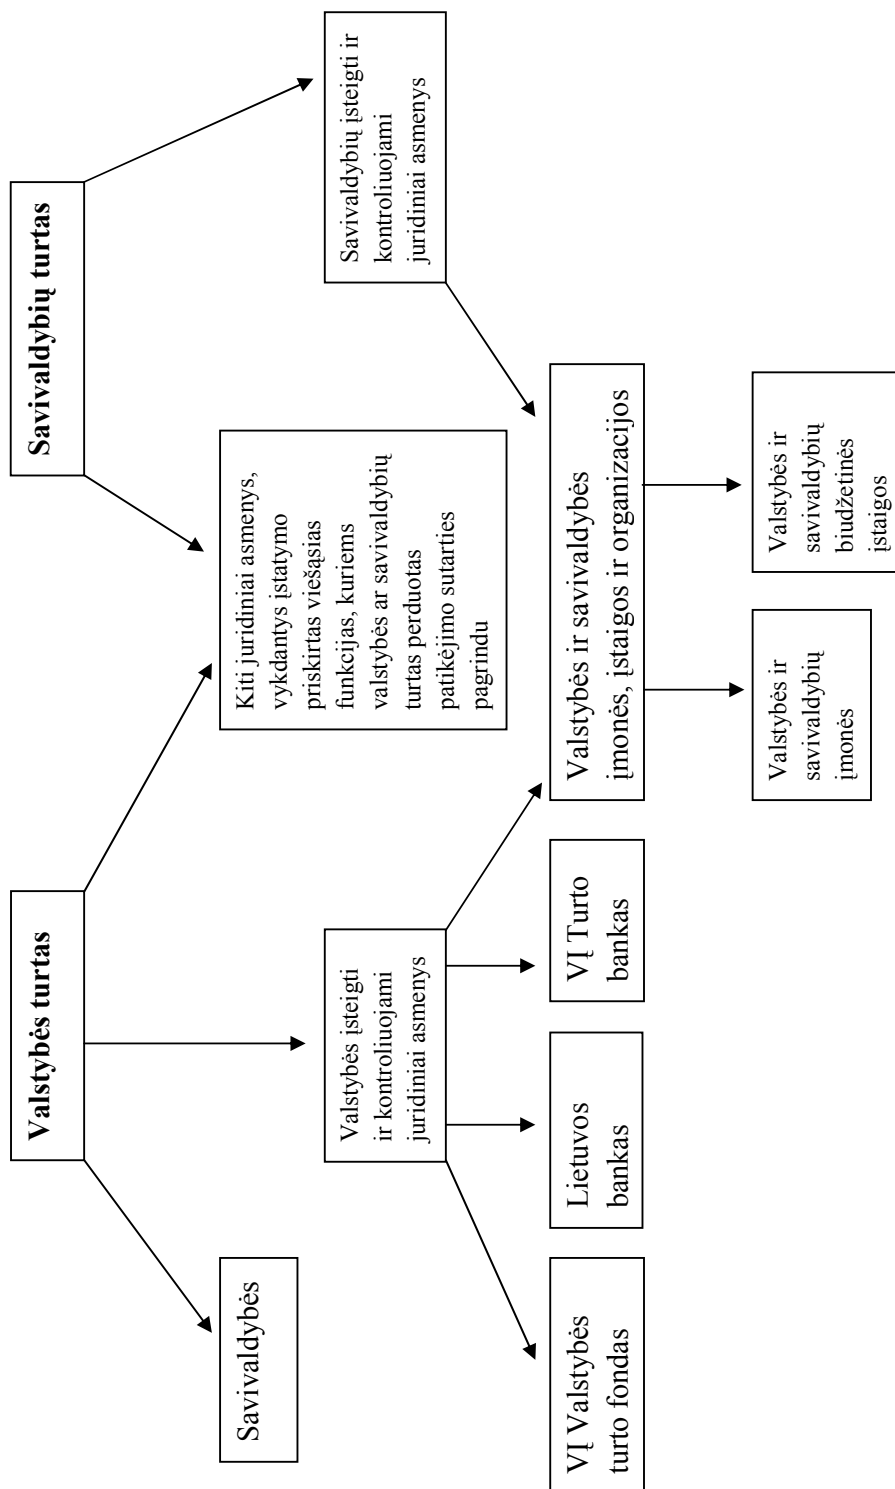 Valstybės turtas
Savivaldybių turtas
Savivaldybės
Kiti juridiniai asmenys,
vykdantys įstatymo
priskirtas viešąsias
funkcijas, kuriems
valstybės ar savivaldybių
turtas perduotas
patikėjimo sutarties
pagrindu
Valstybės įsteigti
ir kontroliuojami
juridiniai asmenys
Savivaldybių įsteigti ir
kontroliuojami
juridiniai asmenys
VĮ Valstybės
turto fondas
Lietuvos
bankas
VĮ Turto
bankas
Valstybės ir savivaldybės
įmonės, įstaigos ir organizacijos
Valstybės ir
savivaldybių
įmonės
Valstybės ir
savivaldybių
biudžetinės
įstaigos